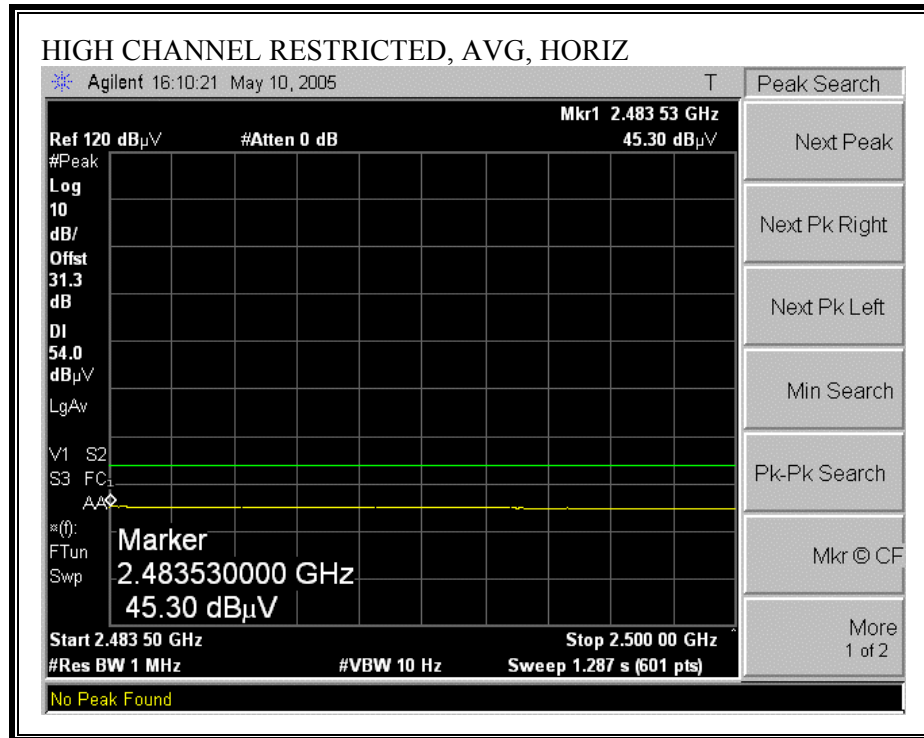 HIGH CHANNEL RESTRICTED, AVG, HORIZ
Agilent 16:10:21 May 10, 2005 T
Peak Search
Mkr1 2.483 53 GHz
Ref 120 dBµV #Atten 0 dB 45.30 dBµV
#Peak
Log
10
dB/
Offst
31.3
dB
DI
54.0
dBµV
LgAv
V1 S2
S3 FC
AA
¤(f):
FTun
Swp
1
Marker
2.483530000 GHz
45.30 dBµV
Start 2.483 50 GHz Stop 2.500 00 GHz
#Res BW 1 MHz #VBW 10 Hz Sweep 1.287 s (601 pts)
No Peak Found
Next Peak
Next Pk Right
Next Pk Left
Min Search
Pk-Pk Search
Mkr © CF
More
1 of 2